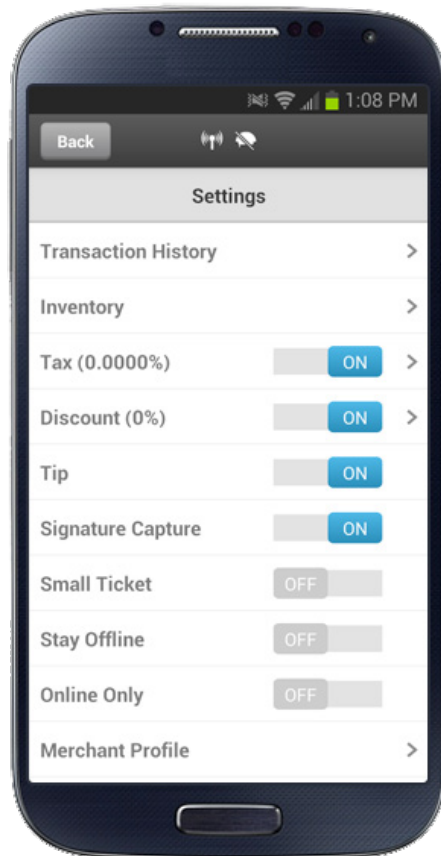 1:08 PM
Back
Settings
Transaction History
Inventory
Tax (0.0000%) ON
Discount (0%) ON
Tip ON
Signature Capture ON
Small Ticket OFF
Stay Offline OFF
Online Only OFF
Merchant Profile